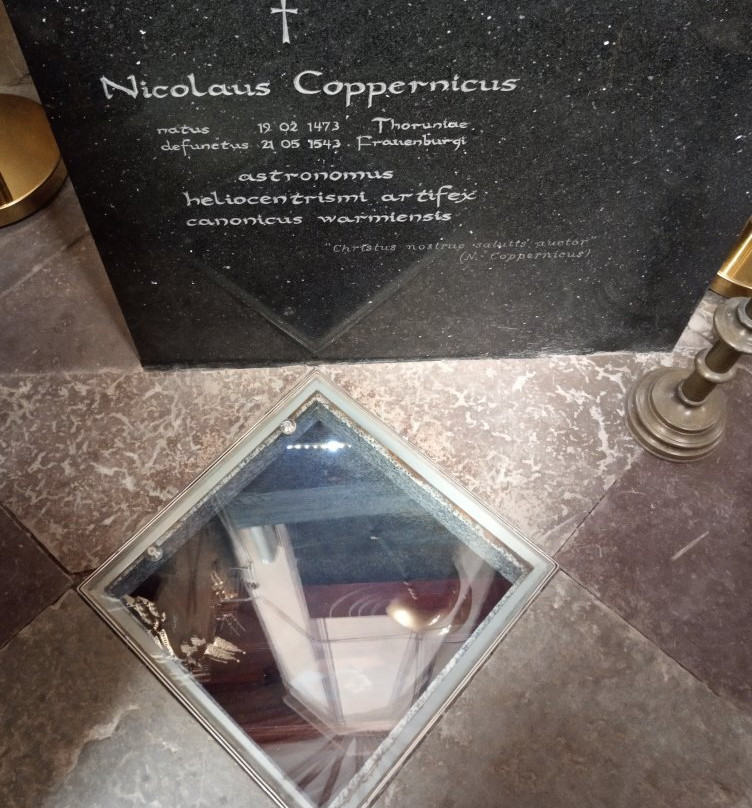 Nicolaus Coppernicus
natus 19 02 1473 Thoruniae
defunctus 21 05 1543 Frauenburgi
astronomus
heliocentrismi artifex
canonicus warmiensis
"Christus nostrae salutis auctor
(N. Coppernicus)